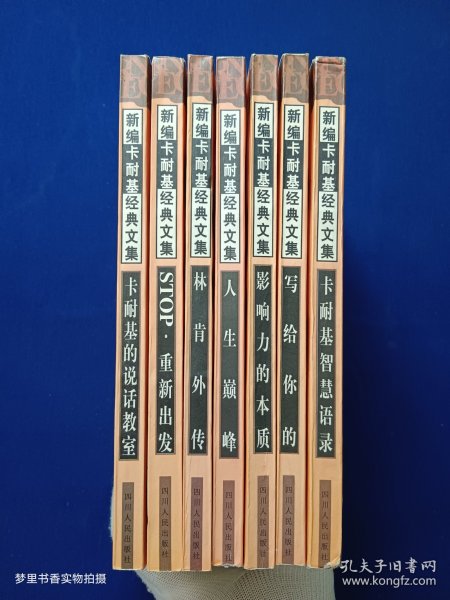 新编卡耐基经典文集
卡耐基的说话教室
四川人民出版社
新编卡耐基经典文集
STOP·重新出发
四川人民出版社
新编卡耐基经典文集
林肯外传
四川人民出版社
新编卡耐基经典文集
人生巅峰
四川人民出版社
新编卡耐基经典文集
影响力的本质
四川人民出版社
新编卡耐基经典文集
写给你的
四川人民出版社
新编卡耐基经典文集
卡耐基智慧语录
四川人民出版社
梦里书香实物拍摄
孔夫子旧书网
www.kongfz.com